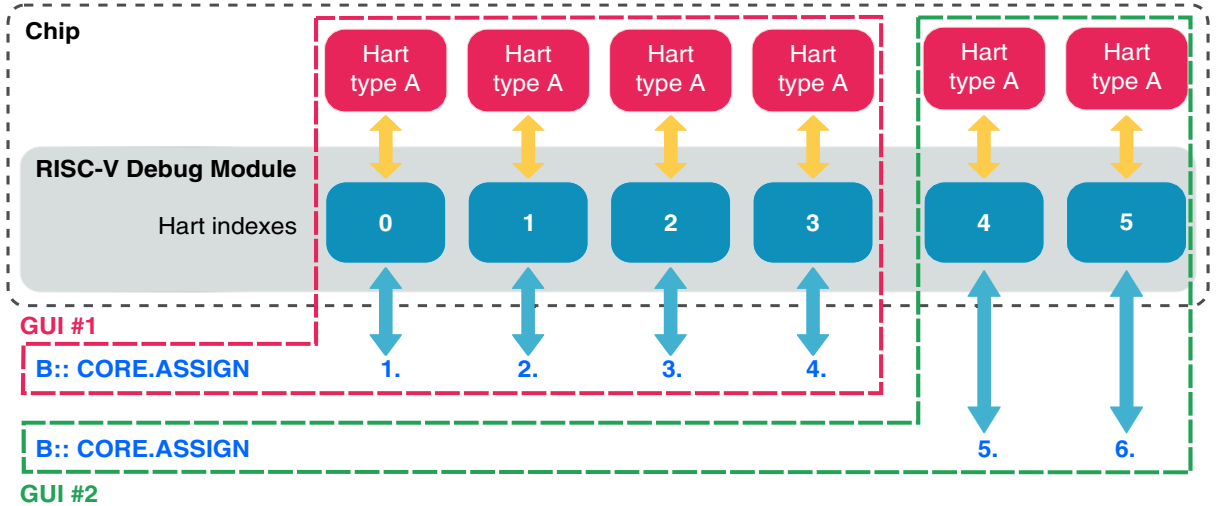 Chip
Hart type A
Hart type A
Hart type A
Hart type A
Hart type A
Hart type A
RISC-V Debug Module
Hart indexes 0 1 2 3 4 5
GUI #1
B:: CORE.ASSIGN 1. 2. 3. 4.
B:: CORE.ASSIGN 5. 6.
GUI #2